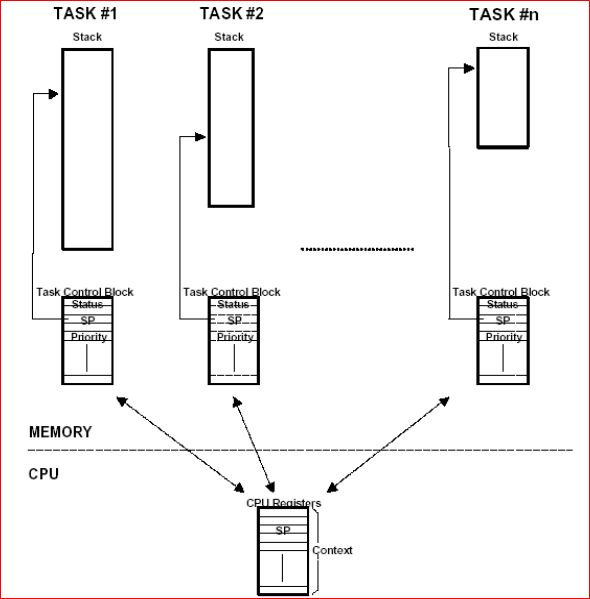 TASK #1 TASK #2 TASK #n
Stack Stack Stack
Task Control Block Task Control Block Task Control Block
Status Status Status
SP SP SP
Priority Priority Priority
MEMORY
CPU
CPU Registers
SP
Context